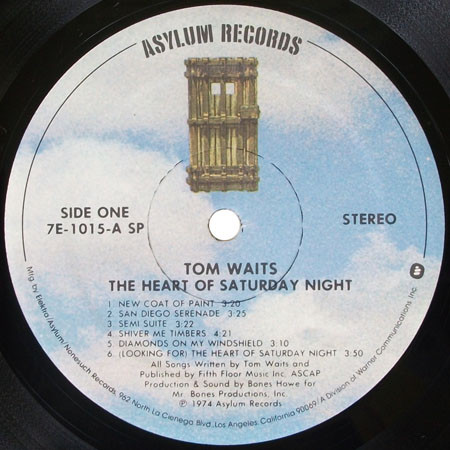 ASYLUM RECORDS
SIDE ONE
7E-1015-A SP
STEREO
TOM WAITS
THE HEART OF SATURDAY NIGHT
1. NEW COAT OF PAINT 3:20
2. SAN DIEGO SERENADE 3:25
3. SEMI SUITE 3:22
4. SHIVER ME TIMBERS 4:21
5. DIAMONDS ON MY WINDSHIELD 3:10
6. (LOOKING FOR) THE HEART OF SATURDAY NIGHT 3:50
All Songs Written by Tom Waits and
Published by Fifth Floor Music Inc. ASCAP
Production & Sound by Bones Howe for
Mr. Bones Productions, Inc.
℗ 1974 Asylum Records
Mfg. by Elektra/Asylum/Nonesuch Records, 962 North La Cienega Blvd., Los Angeles, California 90069/A Division of Warner Communications Inc.